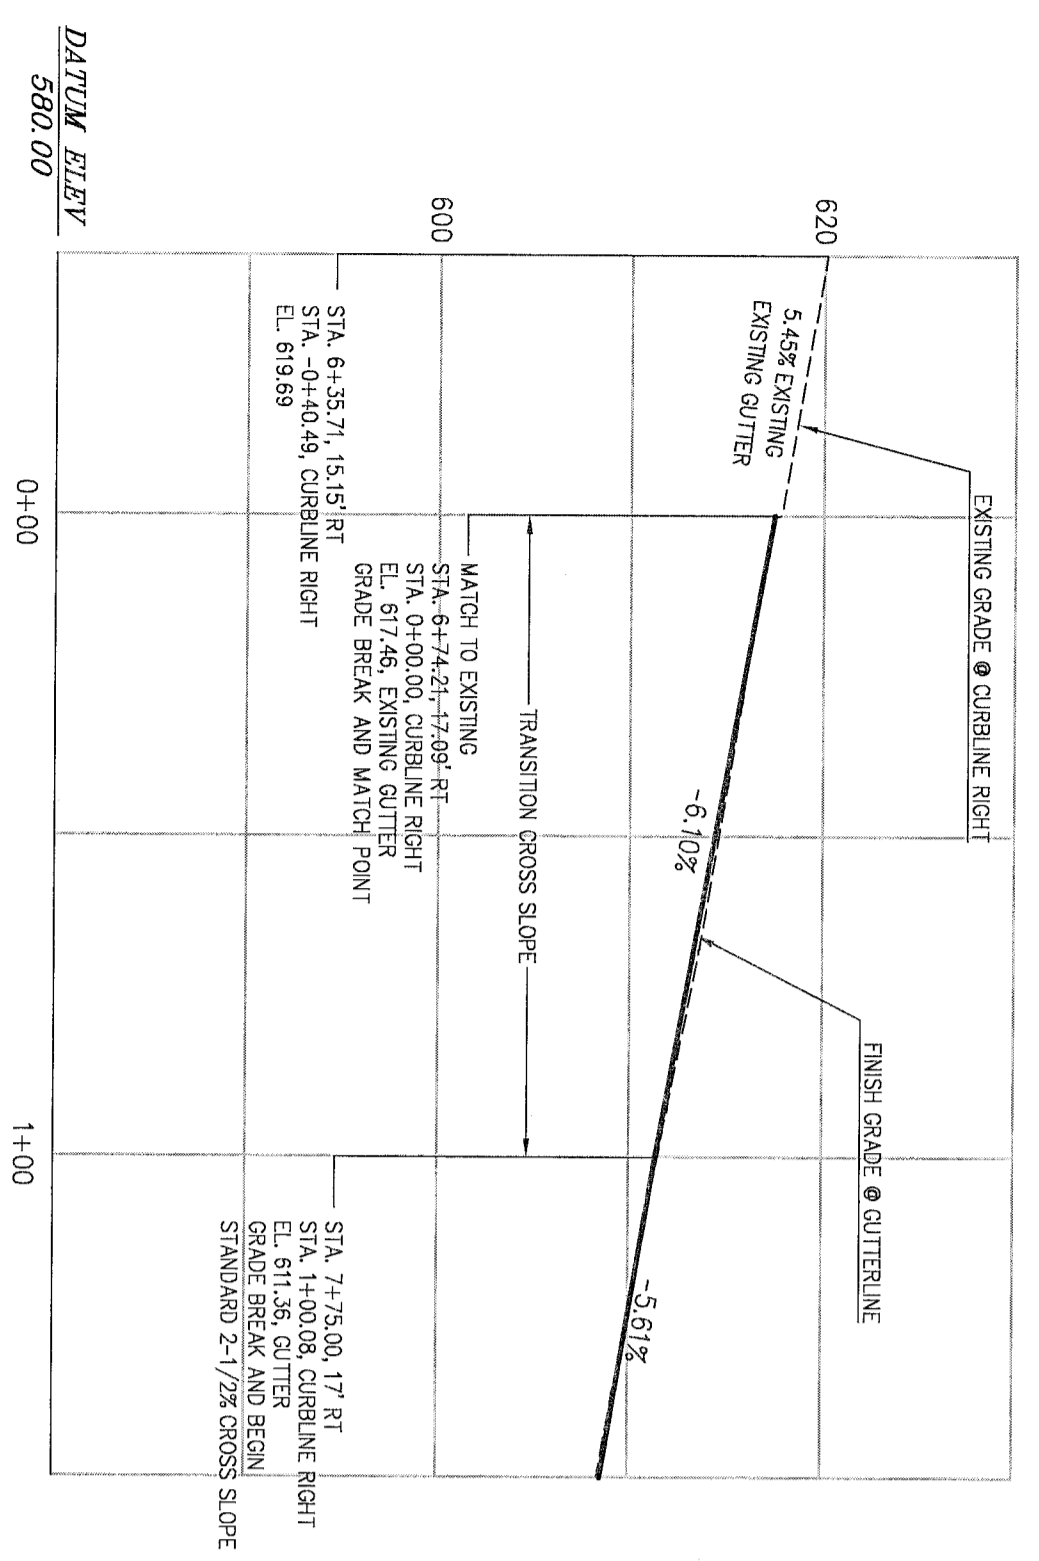 EXISTING GRADE @ CURBLINE RIGHT
FINISH GRADE @ GUTTERLINE
620
5.45% EXISTING
EXISTING GUTTER
-6.10%
-5.61%
TRANSITION CROSS SLOPE
600
MATCH TO EXISTING
STA. 6+74.21, 17.09' RT
STA. 0+00.00, CURBLINE RIGHT
EL. 617.46, EXISTING GUTTER
GRADE BREAK AND MATCH POINT
STA. 6+35.71, 15.15' RT
STA. -0+40.49, CURBLINE RIGHT
EL. 619.69
STA. 7+75.00, 17' RT
STA. 1+00.08, CURBLINE RIGHT
EL. 611.36, GUTTER
GRADE BREAK AND BEGIN
STANDARD 2-1/2% CROSS SLOPE
DATUM ELEV
580.00
0+00
1+00